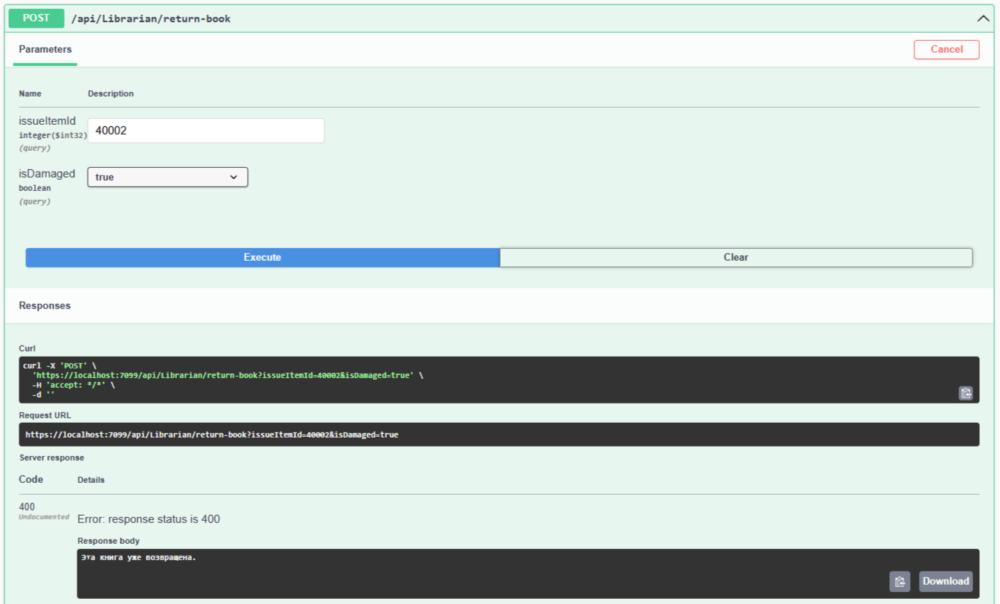 POST /api/Librarian/return-book
Parameters
Cancel
Name Description
issueItemId
integer($int32)
(query)
40002
isDamaged
boolean
(query)
true
Execute Clear
Responses
Curl
curl -X 'POST' \
'https://localhost:7099/api/Librarian/return-book?issueItemId=40002&isDamaged=true' \
-H 'accept: */*' \
-d ''
Request URL
https://localhost:7099/api/Librarian/return-book?issueItemId=40002&isDamaged=true
Server response
Code Details
400
Undocumented
Error: response status is 400
Response body
Эта книга уже возвращена.
Download